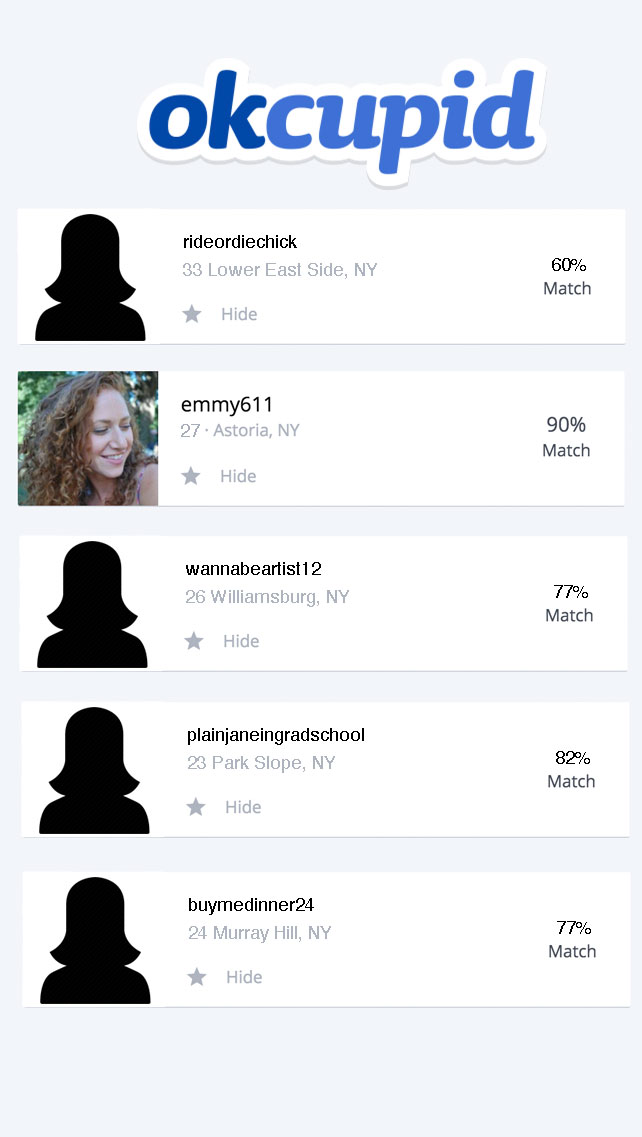 okcupid
rideordiechick
33 Lower East Side, NY
60%
Match
Hide
emmy611
27 · Astoria, NY
90%
Match
Hide
wannabeartist12
26 Williamsburg, NY
77%
Match
Hide
plainjaneingradschool
23 Park Slope, NY
82%
Match
Hide
buymedinner24
24 Murray Hill, NY
77%
Match
Hide